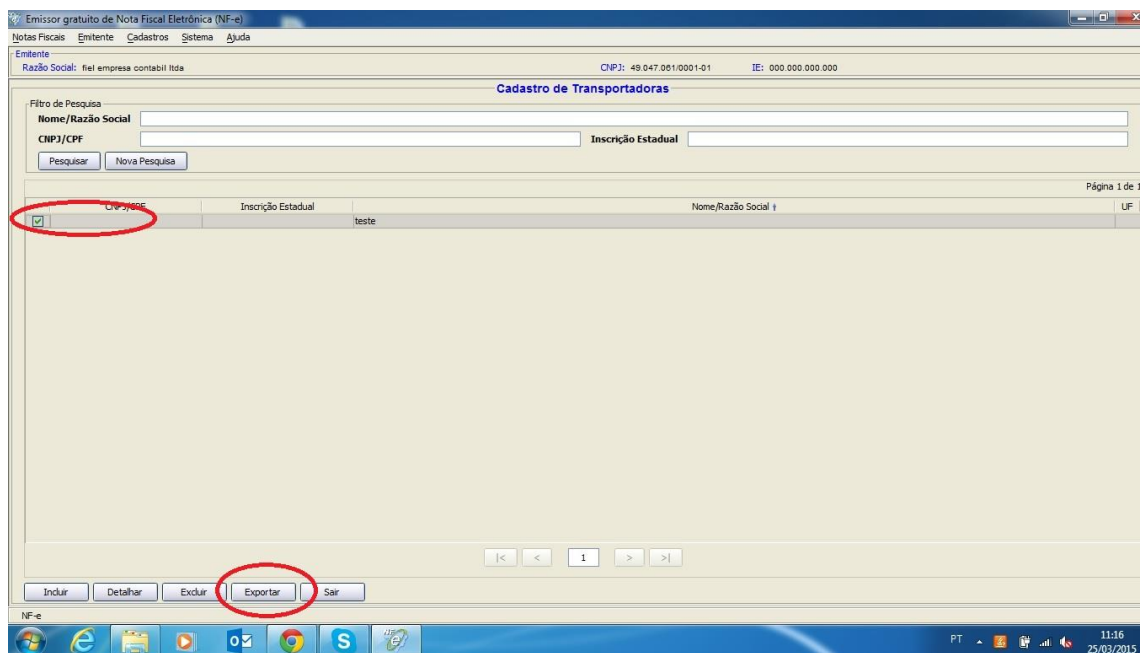 Emissor gratuito de Nota Fiscal Eletrônica (NF-e)
Notas Fiscais Emitente Cadastros Sistema Ajuda
Emitente
Razão Social: fiel empresa contabil ltda CNPJ: 49.047.061/0001-01 IE: 000.000.000.000
Cadastro de Transportadoras
Filtro de Pesquisa
Nome/Razão Social
CNPJ/CPF Inscrição Estadual
Pesquisar Nova Pesquisa
Página 1 de 1
CNPJ/CPF Inscrição Estadual Nome/Razão Social UF
teste
|< < 1 > >|
Incluir Detalhar Excluir Exportar Sair
NF-e
PT 11:16
25/03/2015